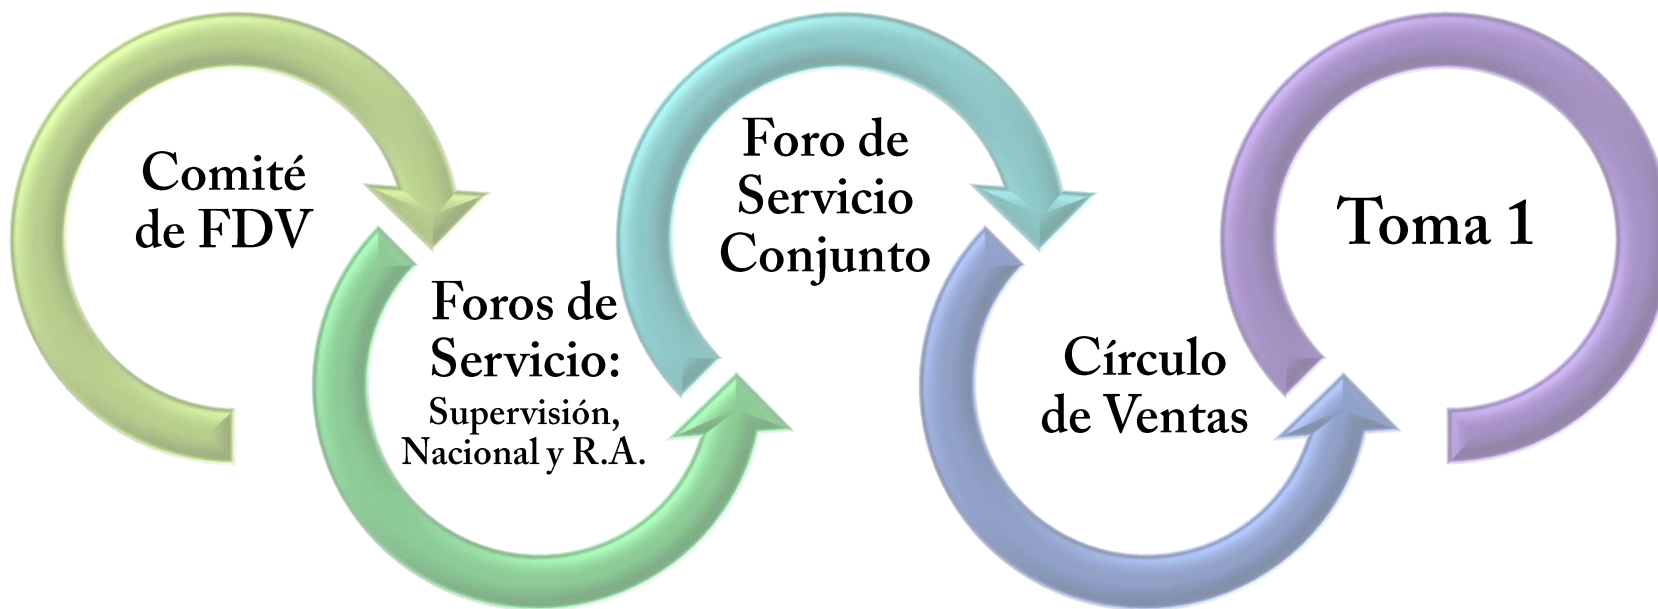 Comité
de FDV
Foros de
Servicio:
Supervisión,
Nacional y R.A.
Foro de
Servicio
Conjunto
Círculo
de Ventas
Toma 1